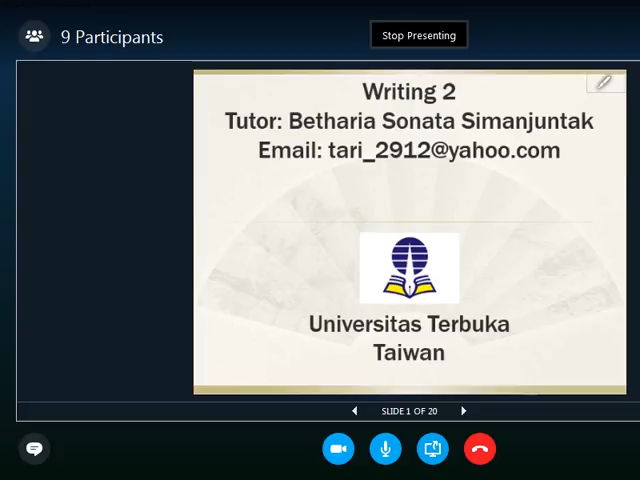 9 Participants
Stop Presenting
Writing 2
Tutor: Betharia Sonata Simanjuntak
Email: tari_2912@yahoo.com
Universitas Terbuka
Taiwan
SLIDE 1 OF 20